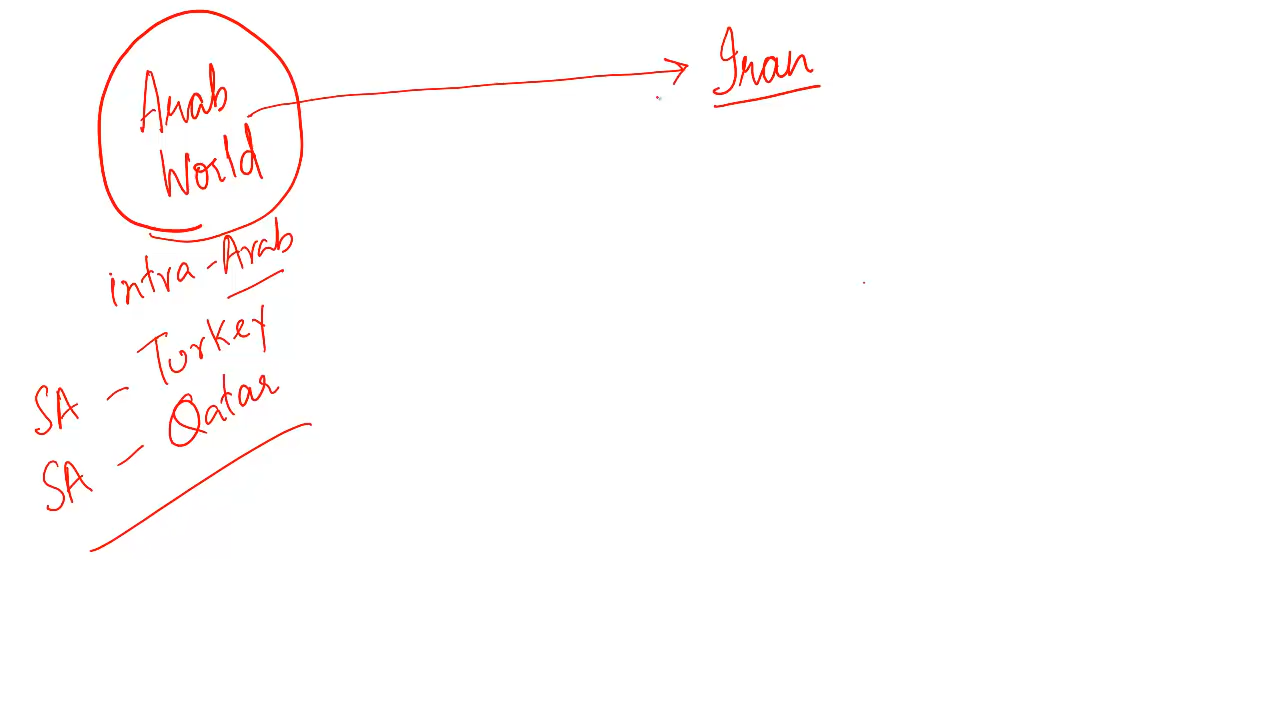 Arab
World
Iran
intra-Arab
SA - Turkey
SA - Qatar